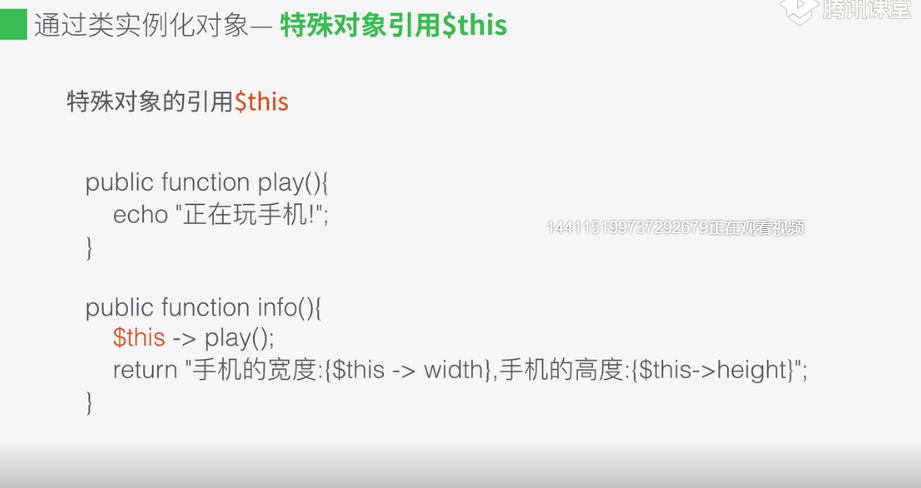 通过类实例化对象— 特殊对象引用$this
腾讯课堂
特殊对象的引用$this
public function play(){
echo "正在玩手机!";
}
144115199737292679正在观看视频
public function info(){
$this -> play();
return "手机的宽度:{$this -> width},手机的高度:{$this->height}";
}